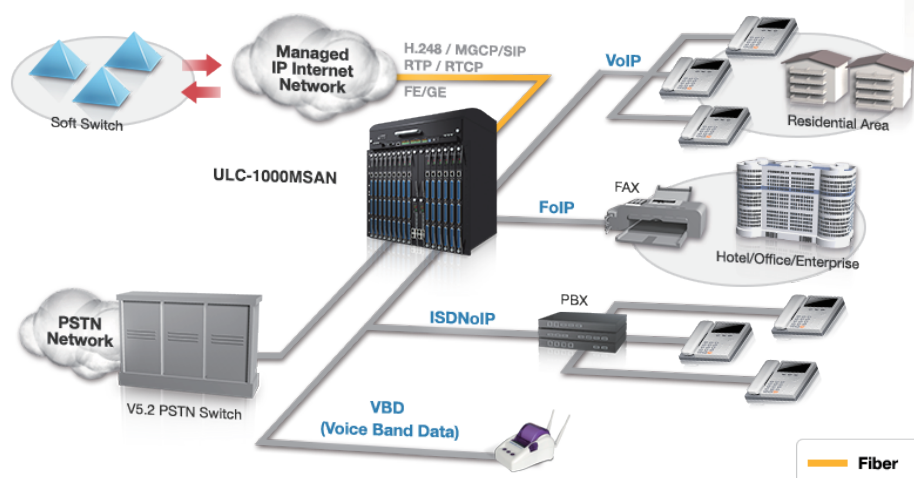 Managed
IP Internet
Network
H.248 / MGCP/SIP
RTP / RTCP
FE/GE
Soft Switch
VoIP
Residential Area
ULC-1000MSAN
FoIP
FAX
Hotel/Office/Enterprise
PSTN
Network
V5.2 PSTN Switch
ISDNoIP
PBX
VBD
(Voice Band Data)
Fiber